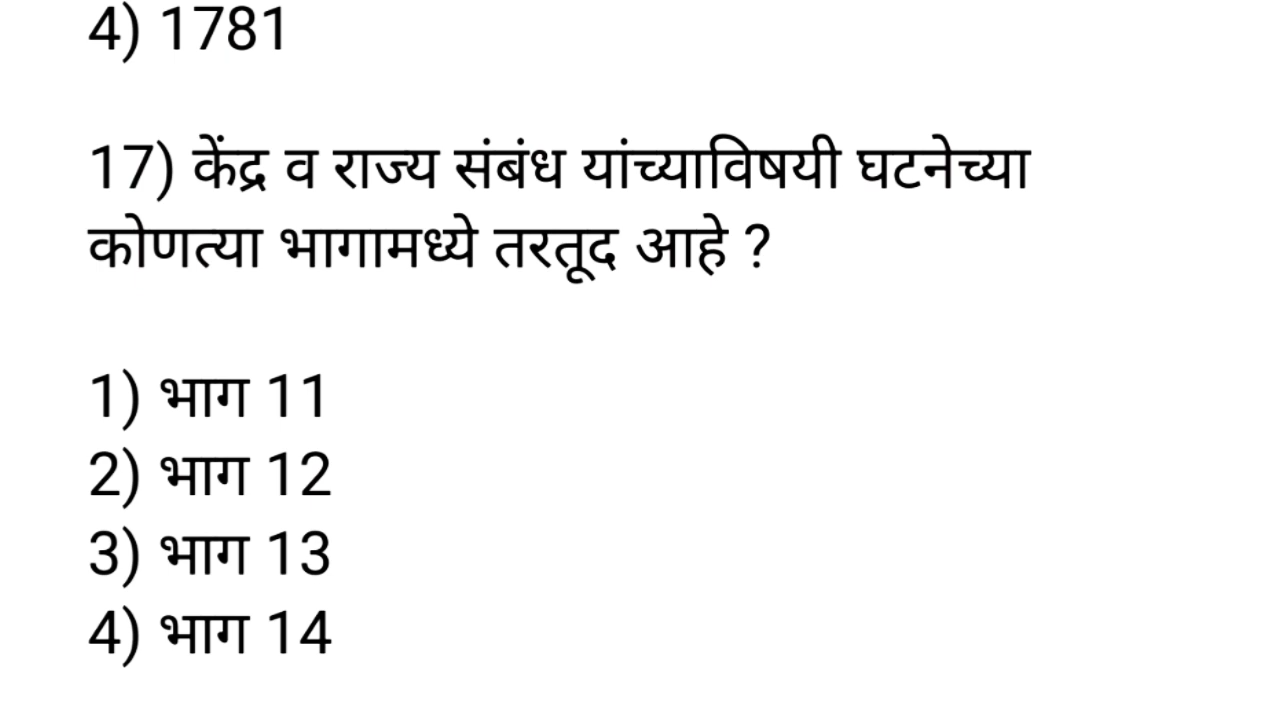 4) 1781
17) केंद्र व राज्य संबंध यांच्याविषयी घटनेच्या
कोणत्या भागामध्ये तरतूद आहे ?
1) भाग 11
2) भाग 12
3) भाग 13
4) भाग 14